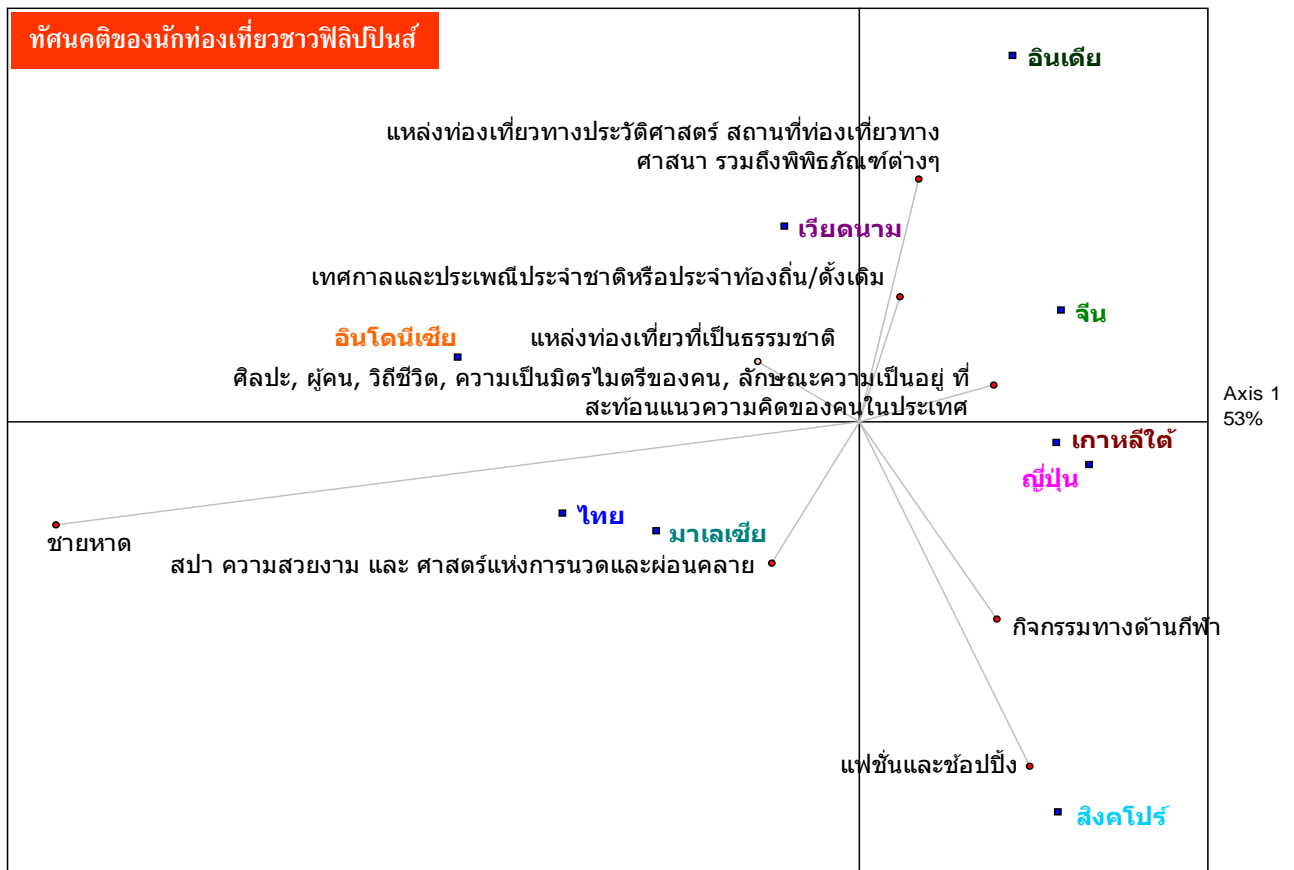 ทัศนคติของนักท่องเที่ยวชาวฟิลิปปินส์
อินเดีย
แหล่งท่องเที่ยวทางประวัติศาสตร์ สถานที่ท่องเที่ยวทาง
ศาสนา รวมถึงพิพิธภัณฑ์ต่างๆ
เวียดนาม
เทศกาลและประเพณีประจำชาติหรือประจำท้องถิ่น/ดั้งเดิม
จีน
อินโดนีเซีย
แหล่งท่องเที่ยวที่เป็นธรรมชาติ
ศิลปะ, ผู้คน, วิถีชีวิต, ความเป็นมิตรไมตรีของคน, ลักษณะความเป็นอยู่ ที่
สะท้อนแนวความคิดของคนในประเทศ
Axis 1
53%
เกาหลีใต้
ญี่ปุ่น
ไทย
มาเลเซีย
ชายหาด
สปา ความสวยงาม และ ศาสตร์แห่งการนวดและผ่อนคลาย
กิจกรรมทางด้านกีฬา
แฟชั่นและช้อปปิ้ง
สิงคโปร์